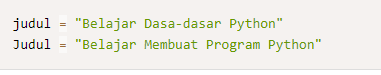 judul = "Belajar Dasa-dasar Python"
Judul = "Belajar Membuat Program Python"